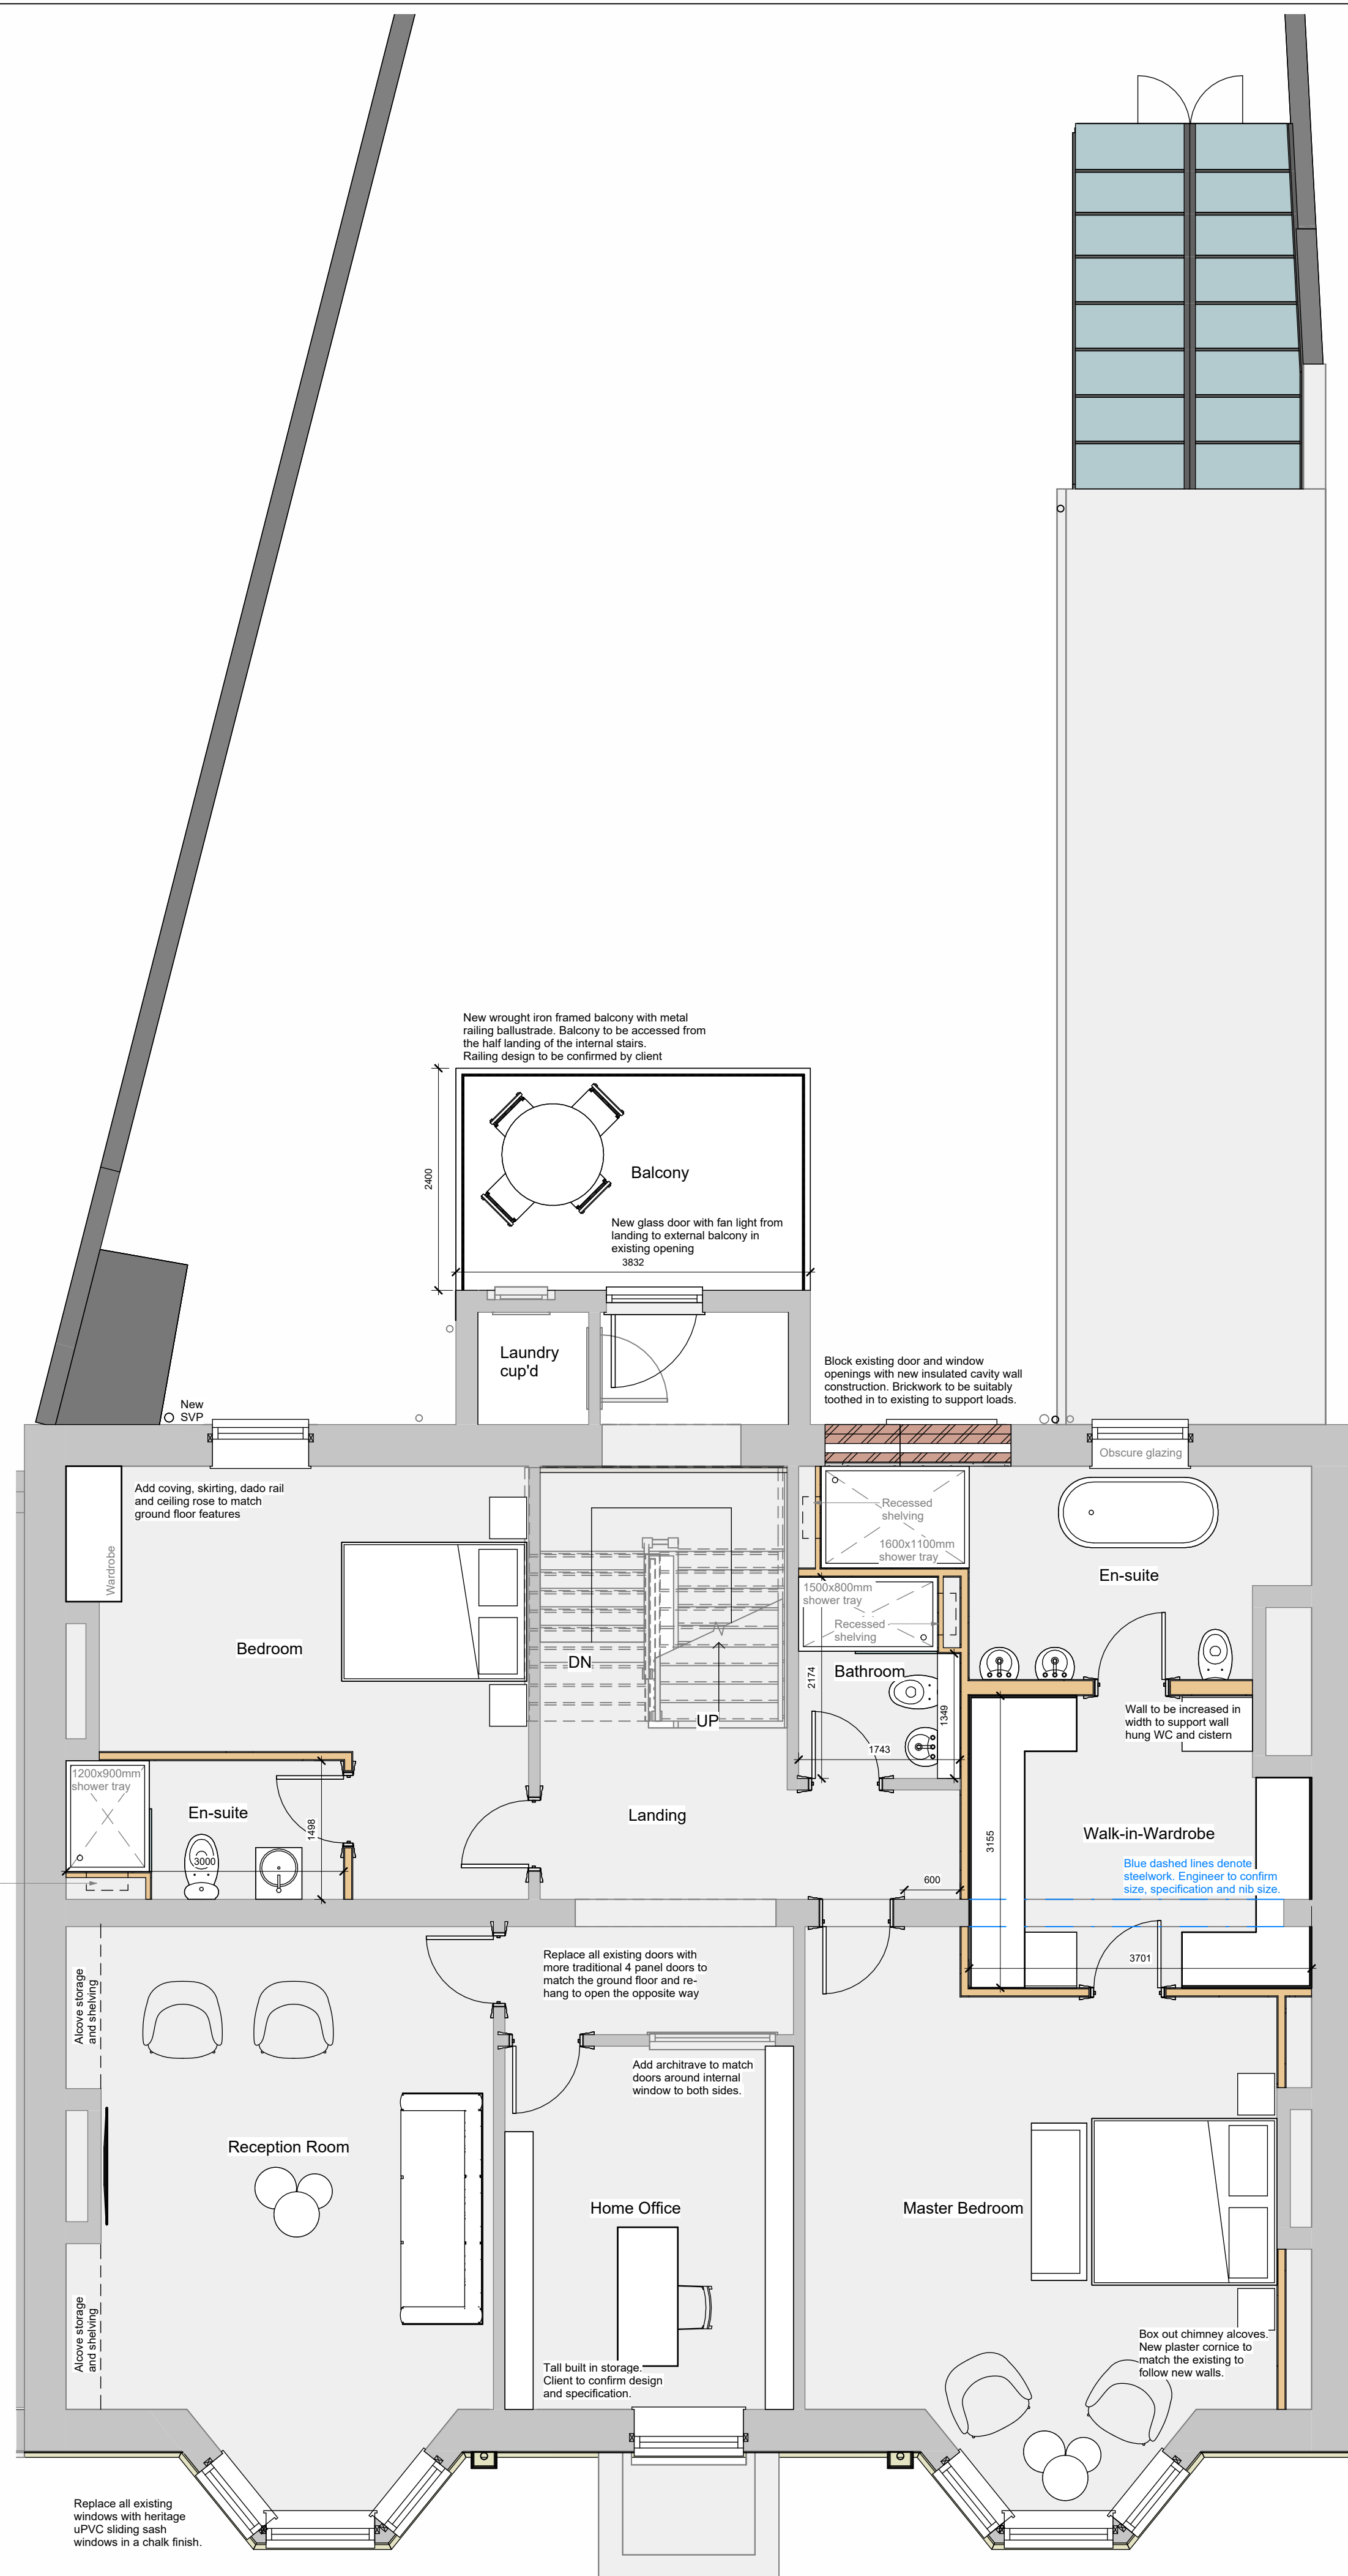 New wrought iron framed balcony with metal
railing ballustrade. Balcony to be accessed from
the half landing of the internal stairs.
Railing design to be confirmed by client
2400
Balcony
New glass door with fan light from
landing to external balcony in
existing opening
3832
Laundry
cup'd
Block existing door and window
openings with new insulated cavity wall
construction. Brickwork to be suitably
toothed in to existing to support loads.
New
SVP
Obscure glazing
Add coving, skirting, dado rail
and ceiling rose to match
ground floor features
Wardrobe
Recessed
shelving
1600x1100mm
shower tray
En-suite
1500x800mm
shower tray
Recessed
shelving
Bedroom
DN
UP
Bathroom
2174
1349
1743
Wall to be increased in
width to support wall
hung WC and cistern
1200x900mm
shower tray
En-suite
1498
3000
Landing
3155
Walk-in-Wardrobe
Blue dashed lines denote
steelwork. Engineer to confirm
size, specification and nib size.
600
3701
Alcove storage
and shelving
Replace all existing doors with
more traditional 4 panel doors to
match the ground floor and re-
hang to open the opposite way
Add architrave to match
doors around internal
window to both sides.
Reception Room
Home Office
Master Bedroom
Alcove storage
and shelving
Tall built in storage.
Client to confirm design
and specification.
Box out chimney alcoves.
New plaster cornice to
match the existing to
follow new walls.
Replace all existing
windows with heritage
uPVC sliding sash
windows in a chalk finish.